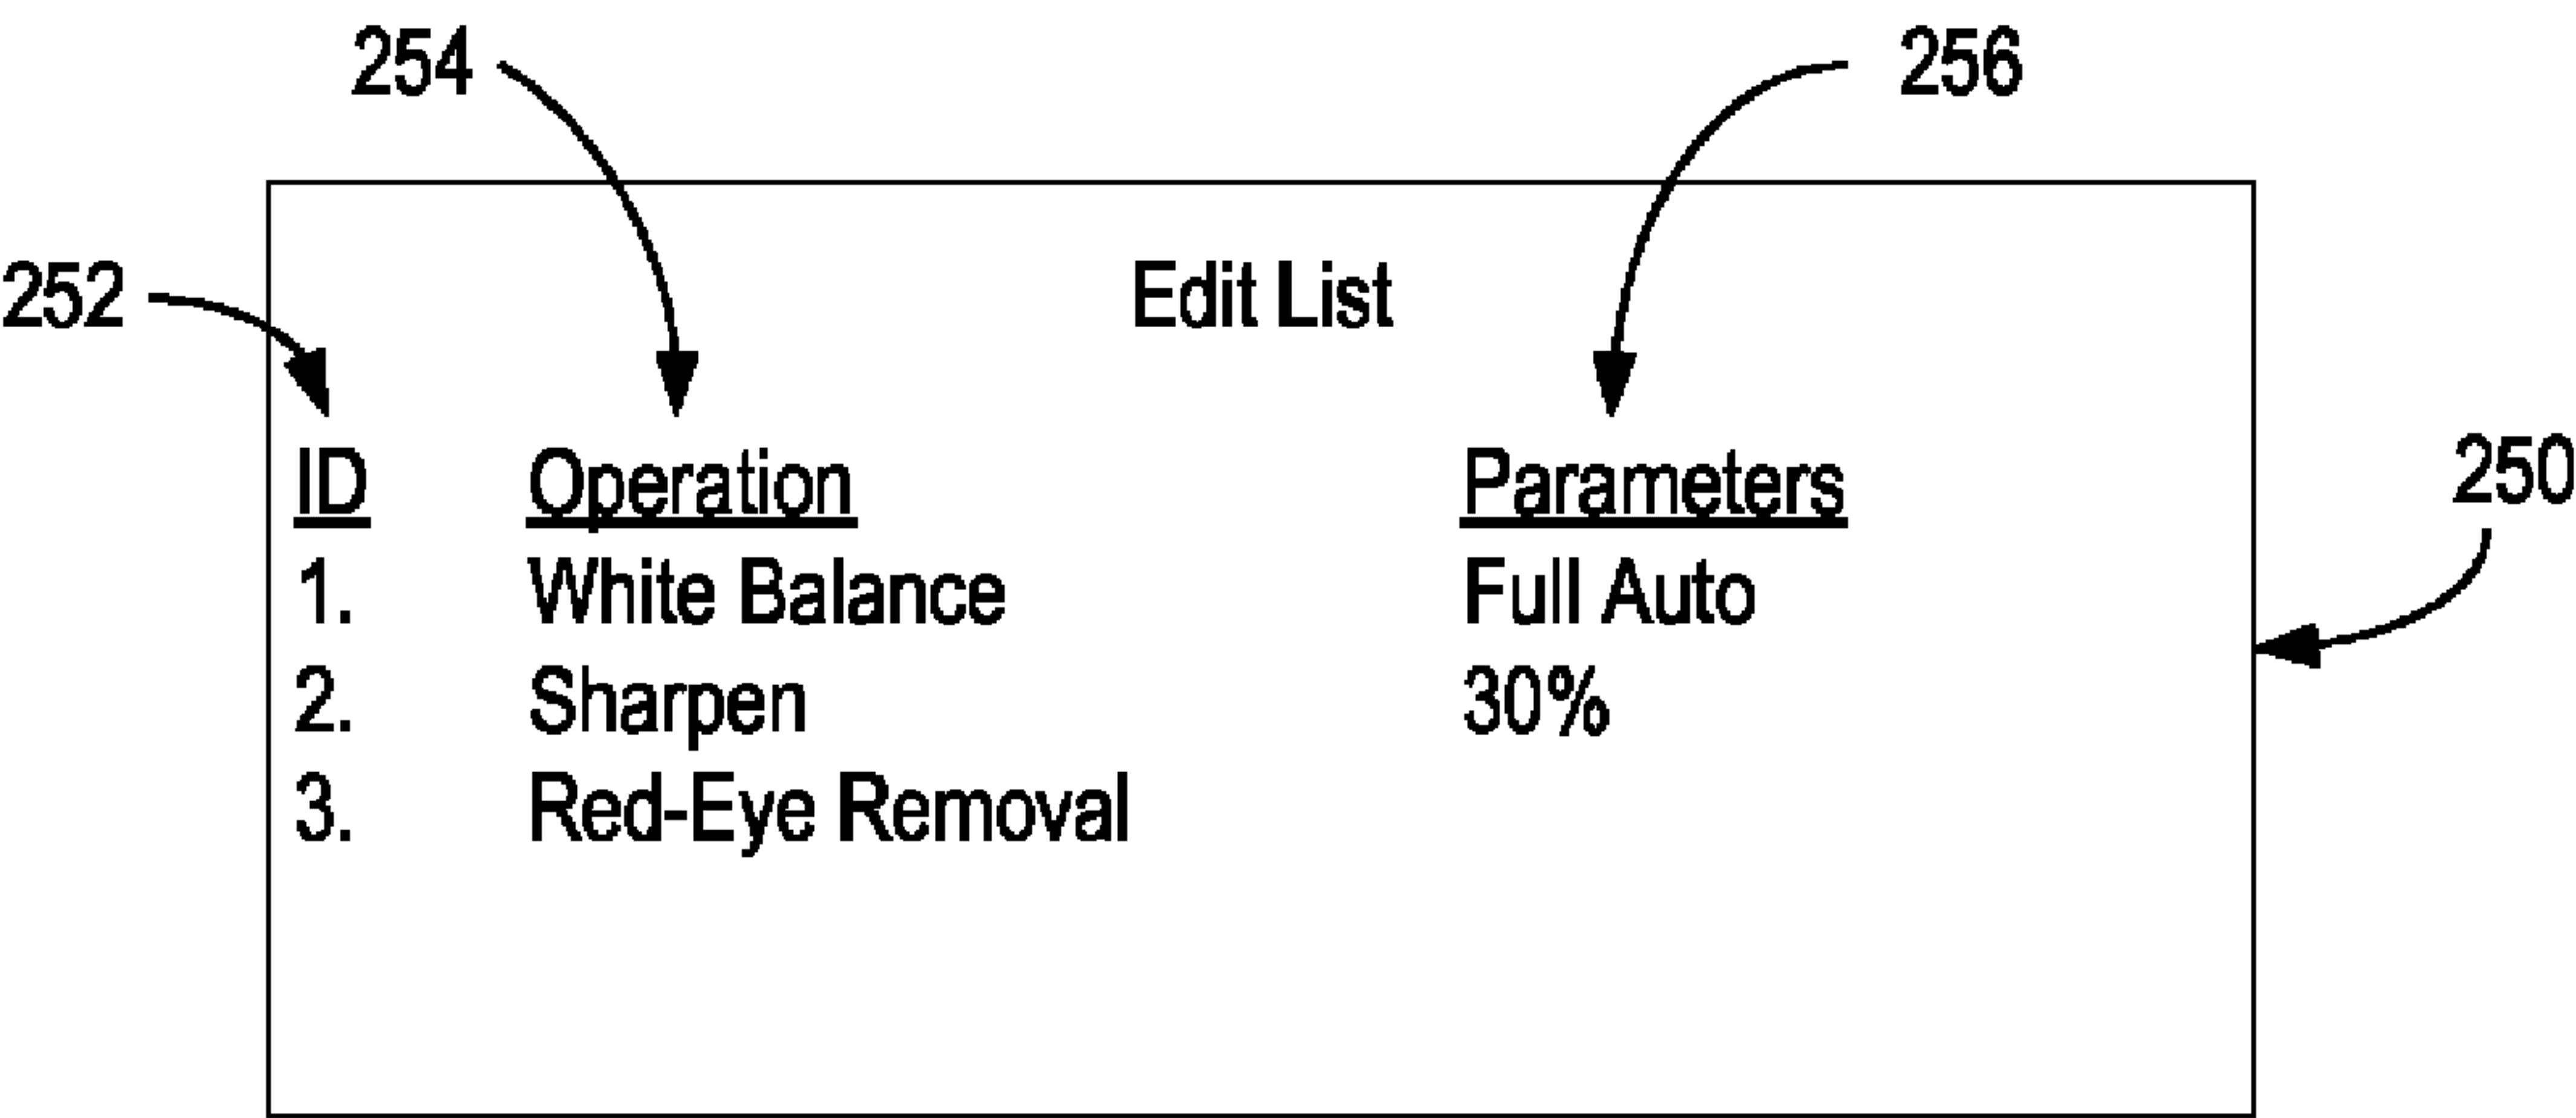 254 256
252 Edit List
ID Operation Parameters 250
1. White Balance Full Auto
2. Sharpen 30%
3. Red-Eye Removal